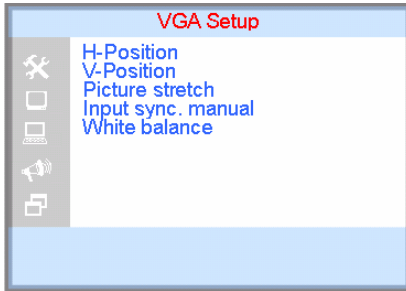 VGA Setup
H-Position
V-Position
Picture stretch
Input sync. manual
White balance